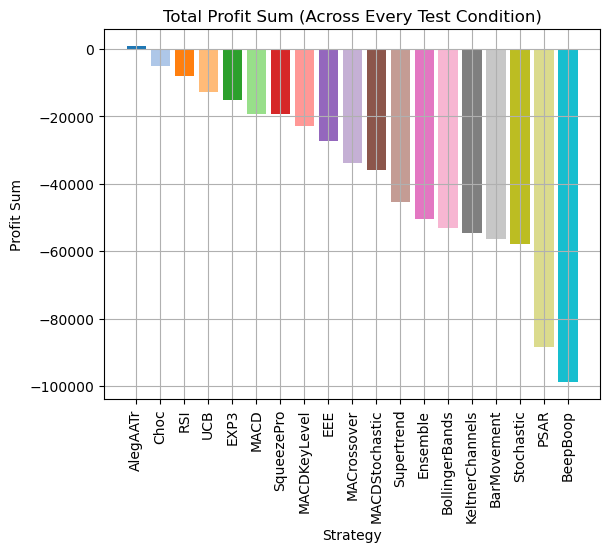 Total Profit Sum (Across Every Test Condition)
0
−20000
−40000
−60000
−80000
−100000
Profit Sum
AlegAATr
Choc
RSI
UCB
EXP3
MACD
SqueezePro
MACDKeyLevel
EEE
MACrossover
MACDStochastic
Supertrend
Ensemble
BollingerBands
KeltnerChannels
BarMovement
Stochastic
PSAR
BeepBoop
Strategy